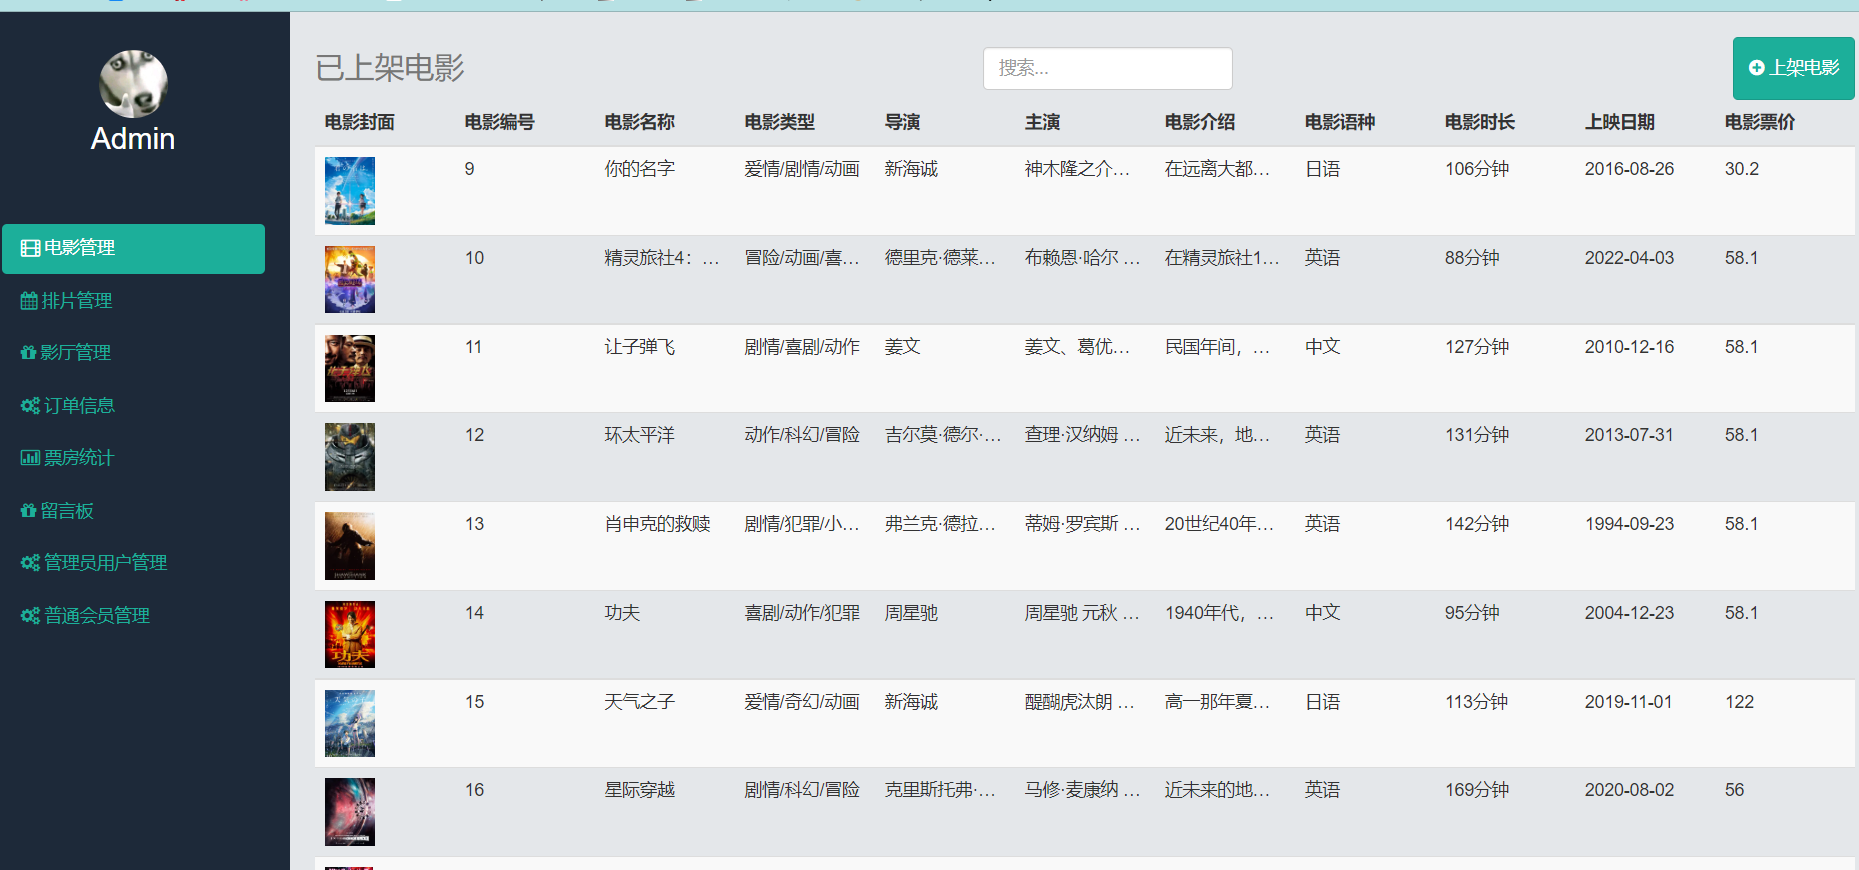 Admin
电影管理
排片管理
影厅管理
订单信息
票房统计
留言板
管理员用户管理
普通会员管理
已上架电影
搜索...
上架电影
电影封面 电影编号 电影名称 电影类型 导演 主演 电影介绍 电影语种 电影时长 上映日期 电影票价
9 你的名字 爱情/剧情/动画 新海诚 神木隆之介... 在远离大都... 日语 106分钟 2016-08-26 30.2
10 精灵旅社4：... 冒险/动画/喜... 德里克·德莱... 布赖恩·哈尔 ... 在精灵旅社1... 英语 88分钟 2022-04-03 58.1
11 让子弹飞 剧情/喜剧/动作 姜文 姜文、葛优... 民国年间，... 中文 127分钟 2010-12-16 58.1
12 环太平洋 动作/科幻/冒险 吉尔莫·德尔·... 查理·汉纳姆 ... 近未来，地... 英语 131分钟 2013-07-31 58.1
13 肖申克的救赎 剧情/犯罪/小... 弗兰克·德拉... 蒂姆·罗宾斯 ... 20世纪40年... 英语 142分钟 1994-09-23 58.1
功夫
14 功夫 喜剧/动作/犯罪 周星驰 周星驰 元秋 ... 1940年代，... 中文 95分钟 2004-12-23 58.1
15 天气之子 爱情/奇幻/动画 新海诚 醍醐虎汰朗 ... 高一那年夏... 日语 113分钟 2019-11-01 122
16 星际穿越 剧情/科幻/冒险 克里斯托弗·... 马修·麦康纳 ... 近未来的地... 英语 169分钟 2020-08-02 56